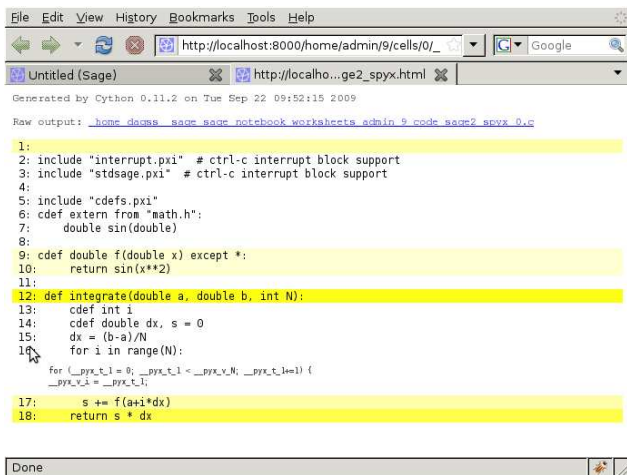 File Edit View History Bookmarks Tools Help
http://localhost:8000/home/admin/9/cells/0/_ Google
Untitled (Sage) http://localho...ge2_spyx.html
Generated by Cython 0.11.2 on Tue Sep 22 09:52:15 2009
Raw output: _home_dagss__sage_sage_notebook_worksheets_admin_9_code_sage2_spyx_0.c
1:
2: include "interrupt.pxi"  # ctrl-c interrupt block support
3: include "stdsage.pxi"  # ctrl-c interrupt block support
4:
5: include "cdefs.pxi"
6: cdef extern from "math.h":
7:     double sin(double)
8:
9: cdef double f(double x) except *:
10:     return sin(x**2)
11:
12: def integrate(double a, double b, int N):
13:     cdef int i
14:     cdef double dx, s = 0
15:     dx = (b-a)/N
16:     for i in range(N):
for (__pyx_t_1 = 0; __pyx_t_1 < __pyx_v_N; __pyx_t_1+=1) {
__pyx_v_i = __pyx_t_1;
17:       s += f(a+i*dx)
18:     return s * dx
Done